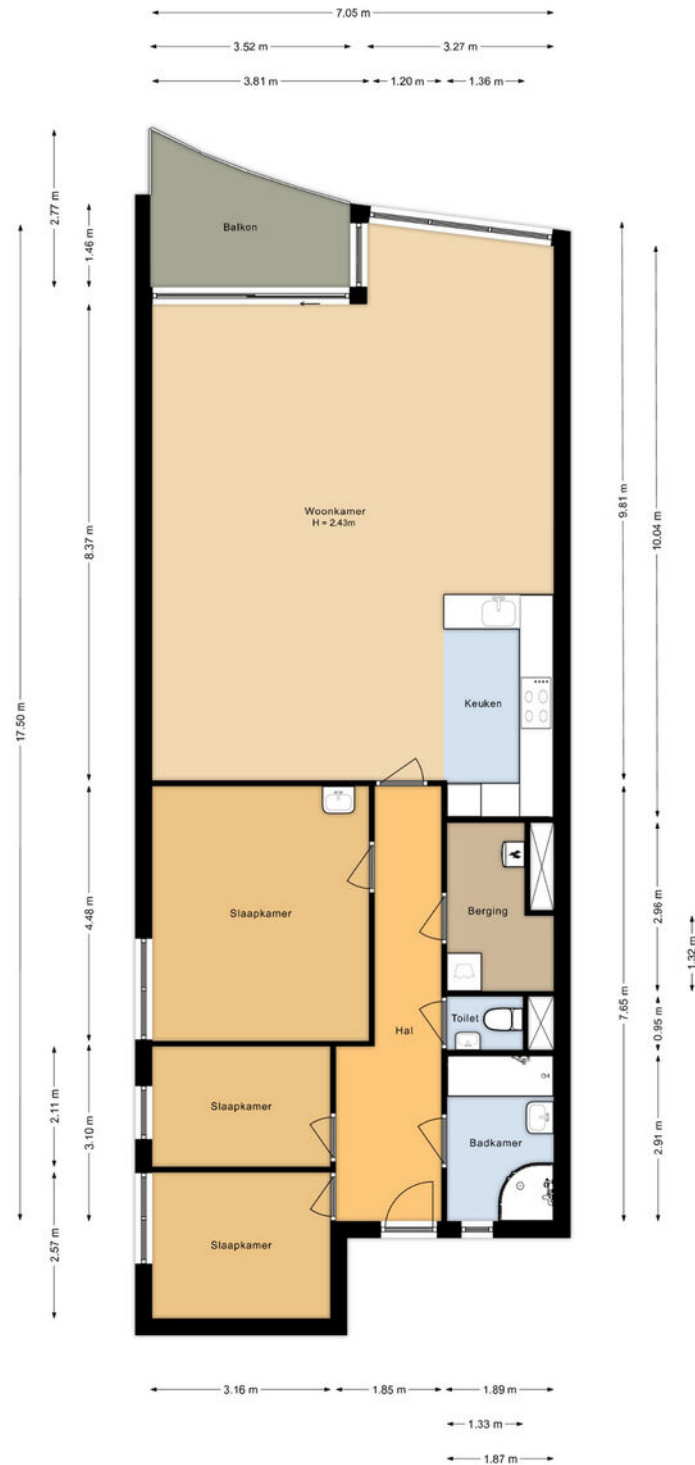 7.05 m
3.52 m
3.27 m
3.81 m
1.20 m
1.36 m
2.77 m
1.46 m
Balkon
17.50 m
8.37 m
9.81 m
10.04 m
Woonkamer
H = 2.43m
Keuken
4.48 m
Slaapkamer
Berging
2.96 m
1.32 m
7.65 m
Toilet
Hal
0.95 m
2.11 m
3.10 m
Slaapkamer
Badkamer
2.91 m
2.57 m
Slaapkamer
3.16 m
1.85 m
1.89 m
1.33 m
1.87 m